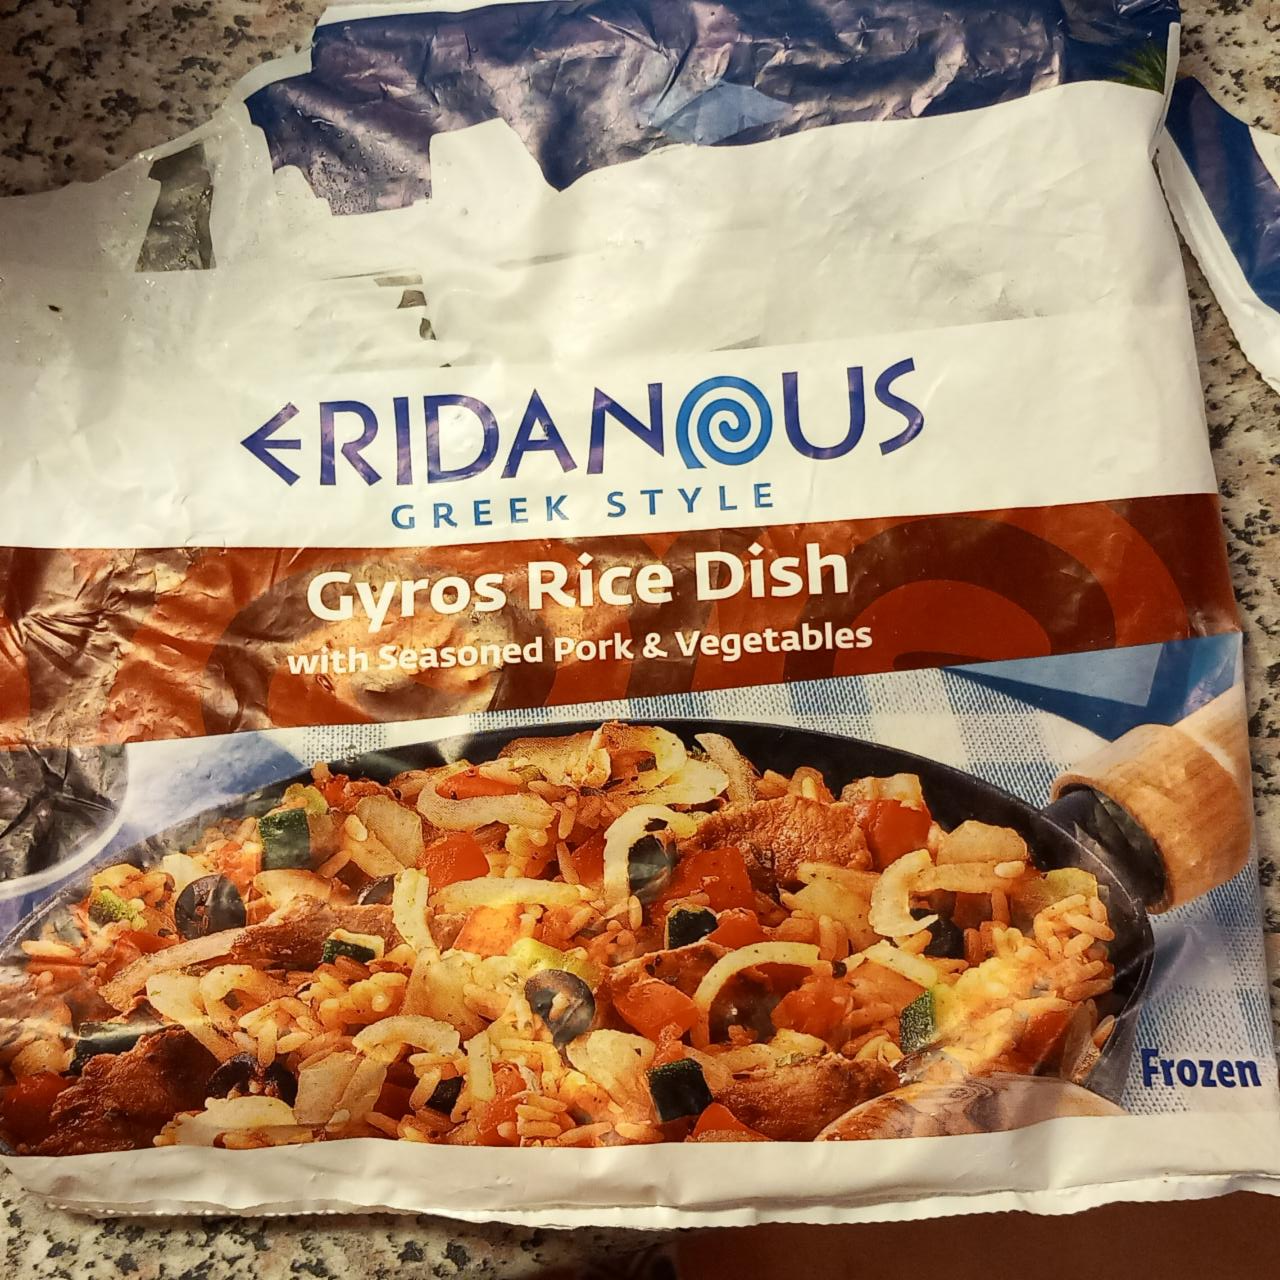 ERIDANOUS
GREEK STYLE
Gyros Rice Dish
with Seasoned Pork & Vegetables
Frozen